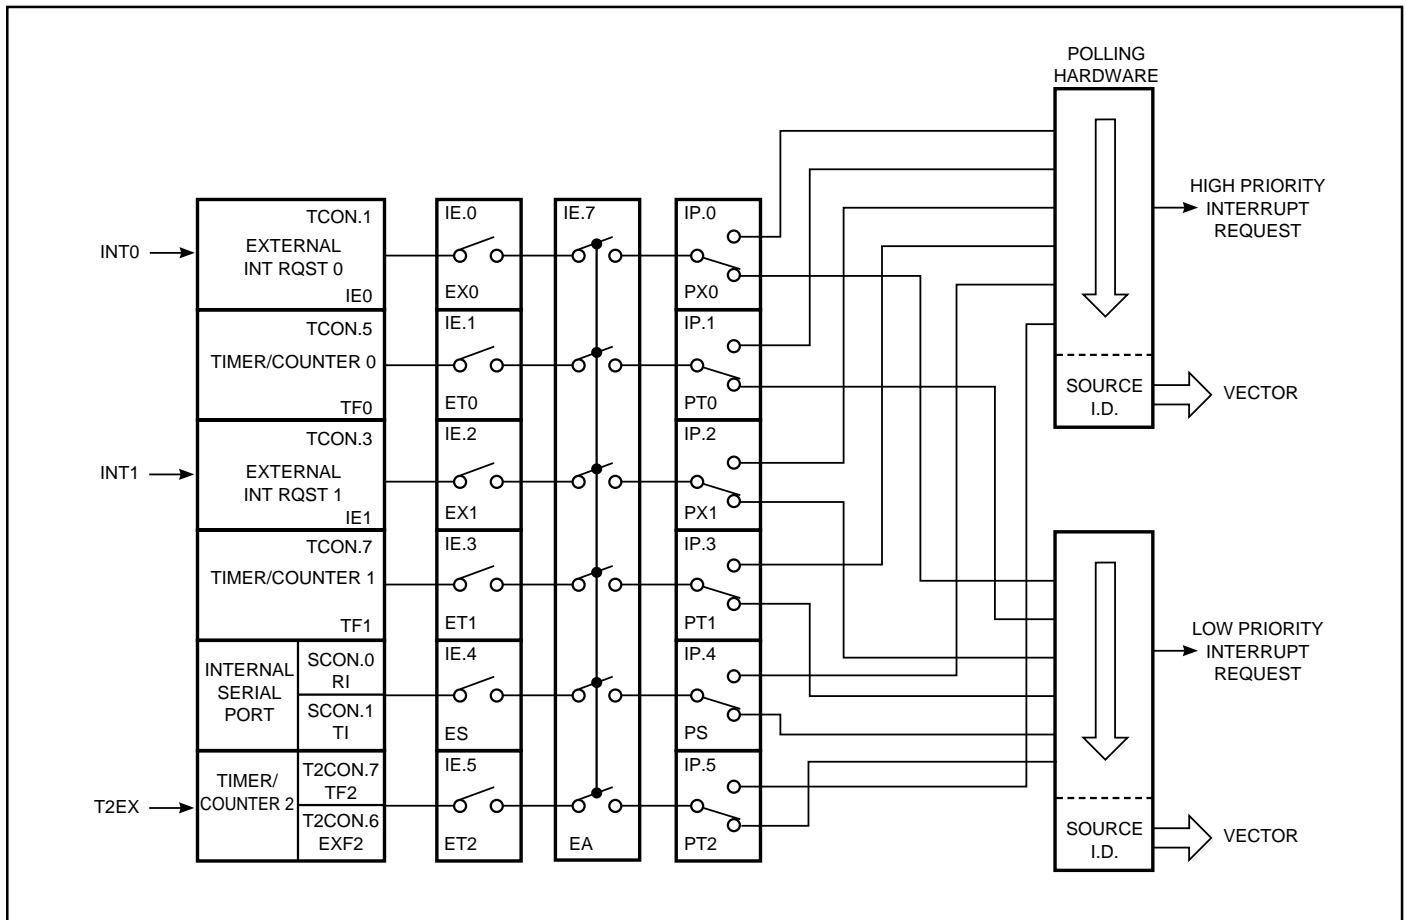 POLLING
HARDWARE
HIGH PRIORITY
INTERRUPT
REQUEST
SOURCE
I.D.
VECTOR
INT0
TCON.1
EXTERNAL
INT RQST 0
IE0
IE.0
EX0
IE.7
IP.0
PX0
TCON.5
TIMER/COUNTER 0
TF0
IE.1
ET0
IP.1
PT0
INT1
TCON.3
EXTERNAL
INT RQST 1
IE1
IE.2
EX1
IP.2
PX1
TCON.7
TIMER/COUNTER 1
TF1
IE.3
ET1
IP.3
PT1
INTERNAL
SERIAL
PORT
SCON.0
RI
SCON.1
TI
IE.4
ES
IP.4
PS
T2EX
TIMER/
COUNTER 2
T2CON.7
TF2
T2CON.6
EXF2
IE.5
ET2
EA
IP.5
PT2
LOW PRIORITY
INTERRUPT
REQUEST
SOURCE
I.D.
VECTOR